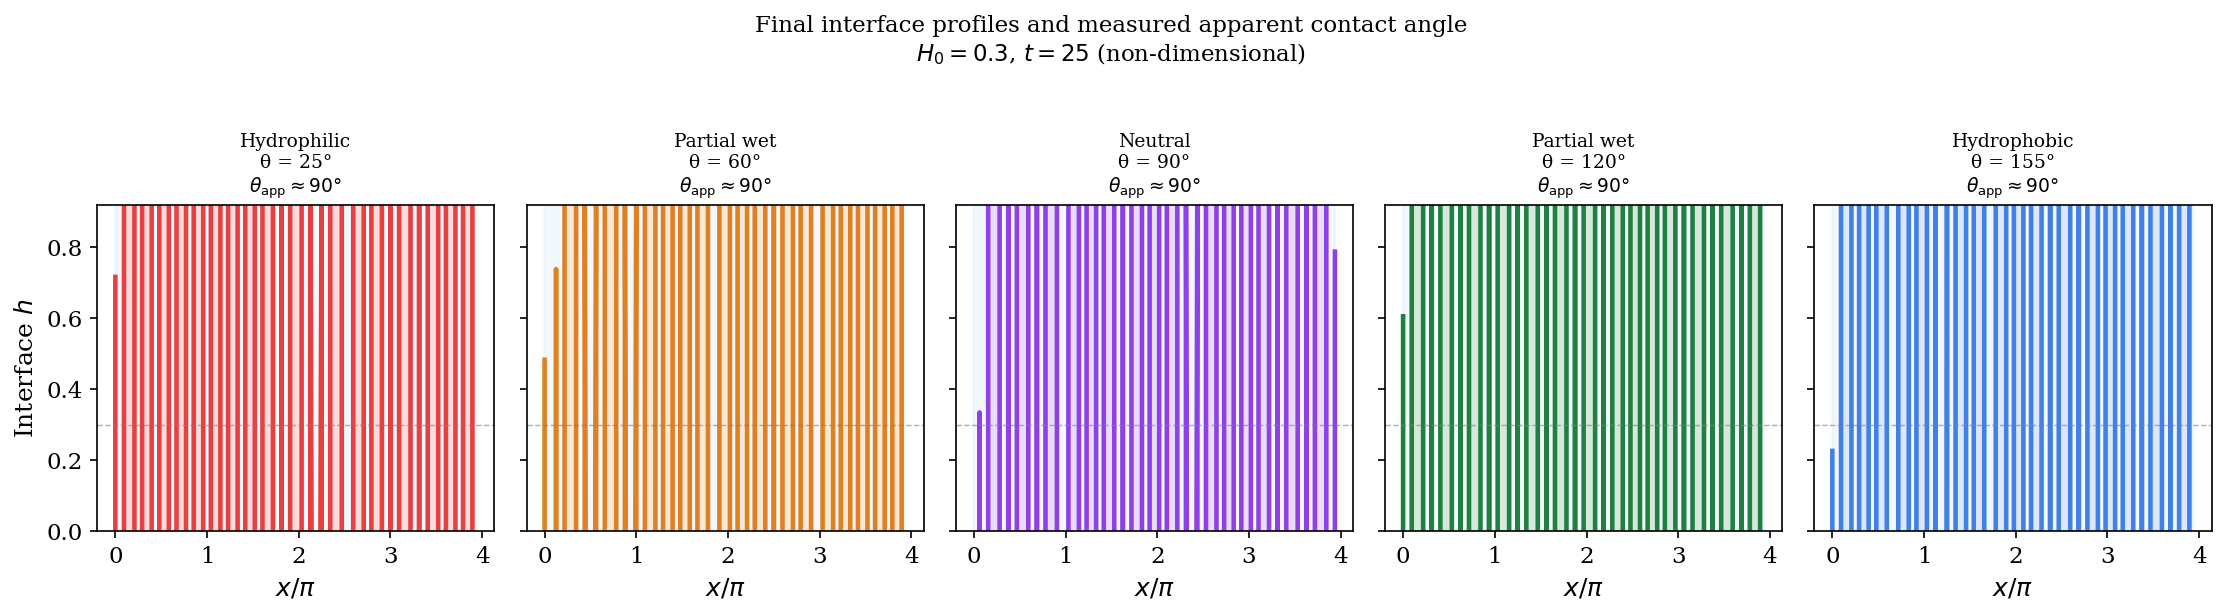 Final interface profiles and measured apparent contact angle
H₀ = 0.3, t = 25 (non-dimensional)
Hydrophilic
θ = 25°
θ_app ≈ 90°
Partial wet
θ = 60°
θ_app ≈ 90°
Neutral
θ = 90°
θ_app ≈ 90°
Partial wet
θ = 120°
θ_app ≈ 90°
Hydrophobic
θ = 155°
θ_app ≈ 90°
Interface h
0.8
0.6
0.4
0.2
0.0
0 1 2 3 4
0 1 2 3 4
0 1 2 3 4
0 1 2 3 4
0 1 2 3 4
x/π
x/π
x/π
x/π
x/π